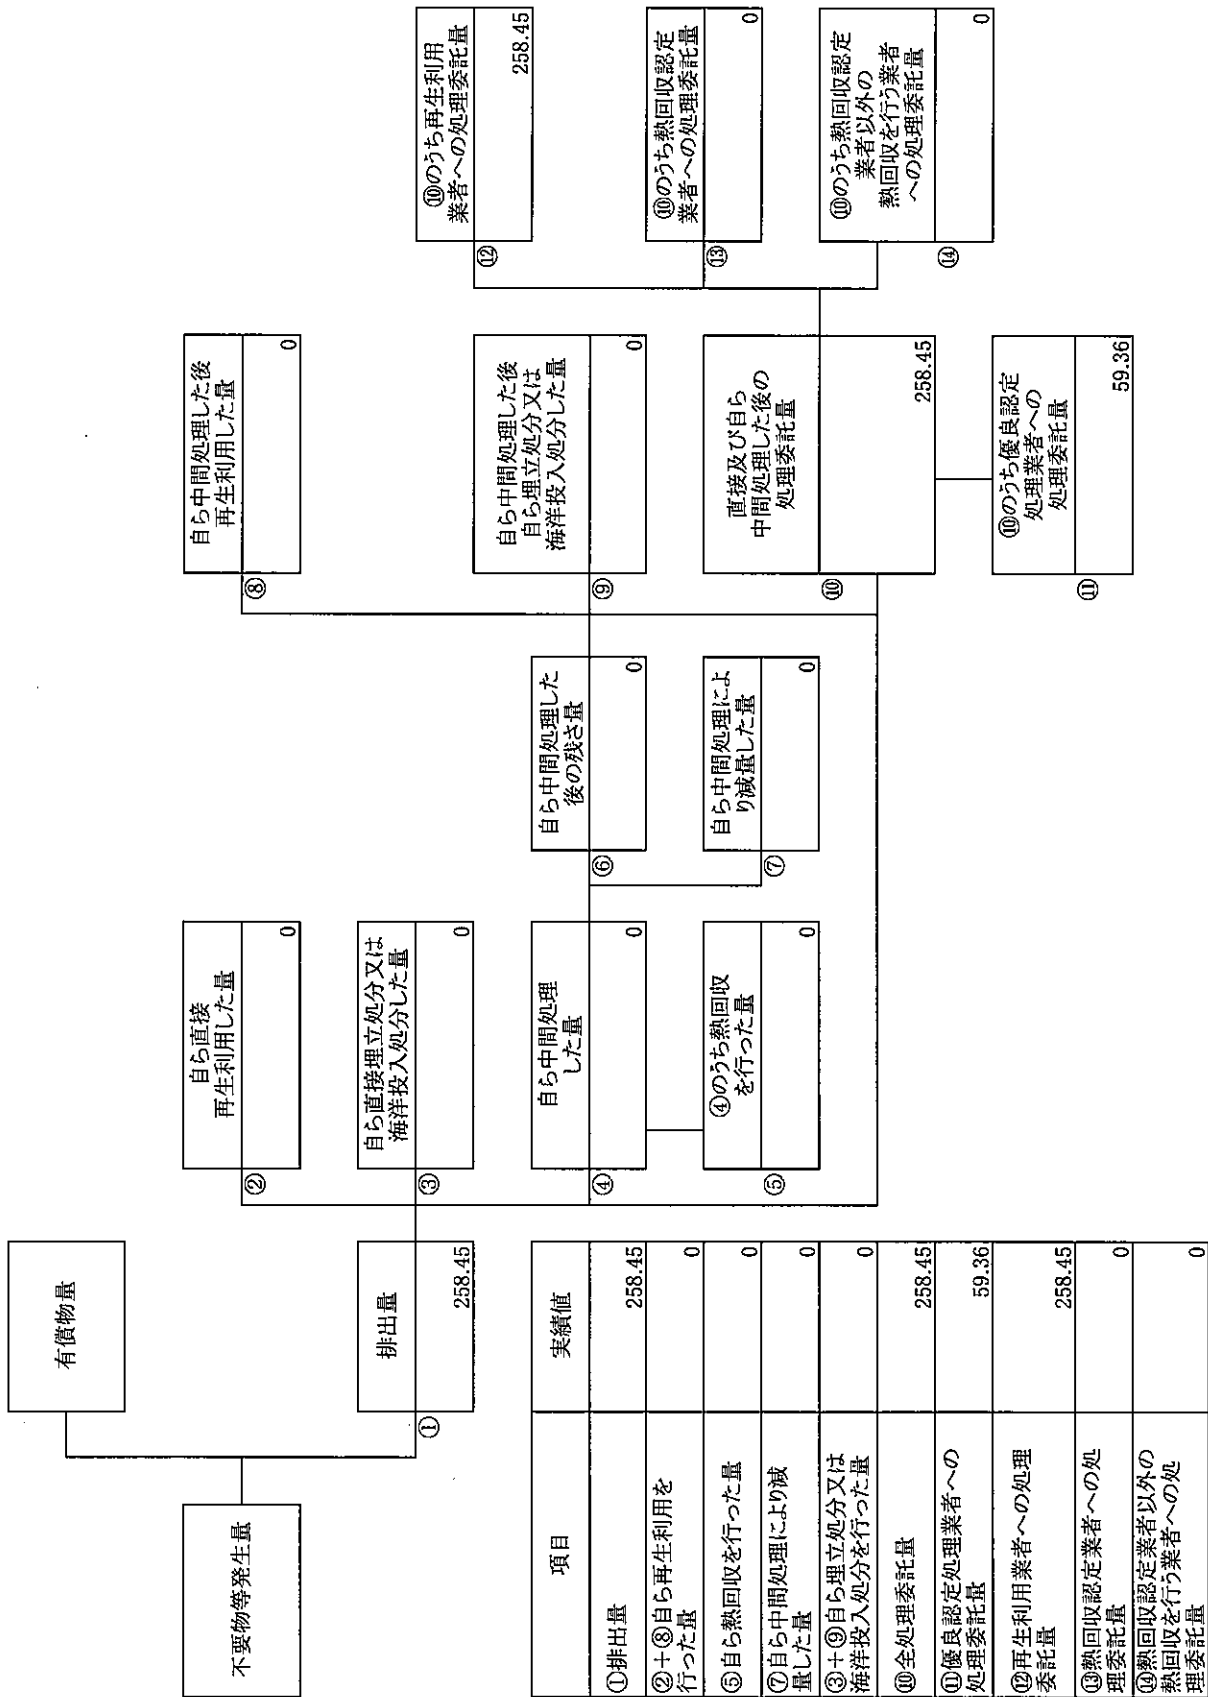 不要物等発生量
有償物量
①
排出量
258.45
②
自ら直接
再生利用した量
0
③
自ら直接埋立処分又は
海洋投入処分した量
0
④
自ら中間処理
した量
0
⑤
④のうち熱回収
を行った量
0
⑥
自ら中間処理した
後の残さ量
0
⑦
自ら中間処理によ
り減量した量
0
⑧
自ら中間処理した後
再生利用した量
0
⑨
自ら中間処理した後
自ら埋立処分又は
海洋投入処分した量
0
⑩
直接及び自ら
中間処理した後の
処理委託量
258.45
⑪
⑩のうち優良認定
処理業者への
処理委託量
59.36
⑫
⑩のうち再生利用
業者への処理委託量
258.45
⑬
⑩のうち熱回収認定
業者への処理委託量
0
⑭
⑩のうち熱回収認定
業者以外の
熱回収を行う業者
への処理委託量
0
項目
実績値
①排出量
258.45
②+⑧自ら再生利用を
行った量
0
⑤自ら熱回収を行った量
0
⑦自ら中間処理により減
量した量
0
③+⑨自ら埋立処分又は
海洋投入処分を行った量
0
⑩全処理委託量
258.45
⑪優良認定処理業者への
処理委託量
59.36
⑫再生利用業者への処理
委託量
258.45
⑬熱回収認定業者への処
理委託量
0
⑭熱回収認定業者以外の
熱回収を行う業者への処
理委託量
0